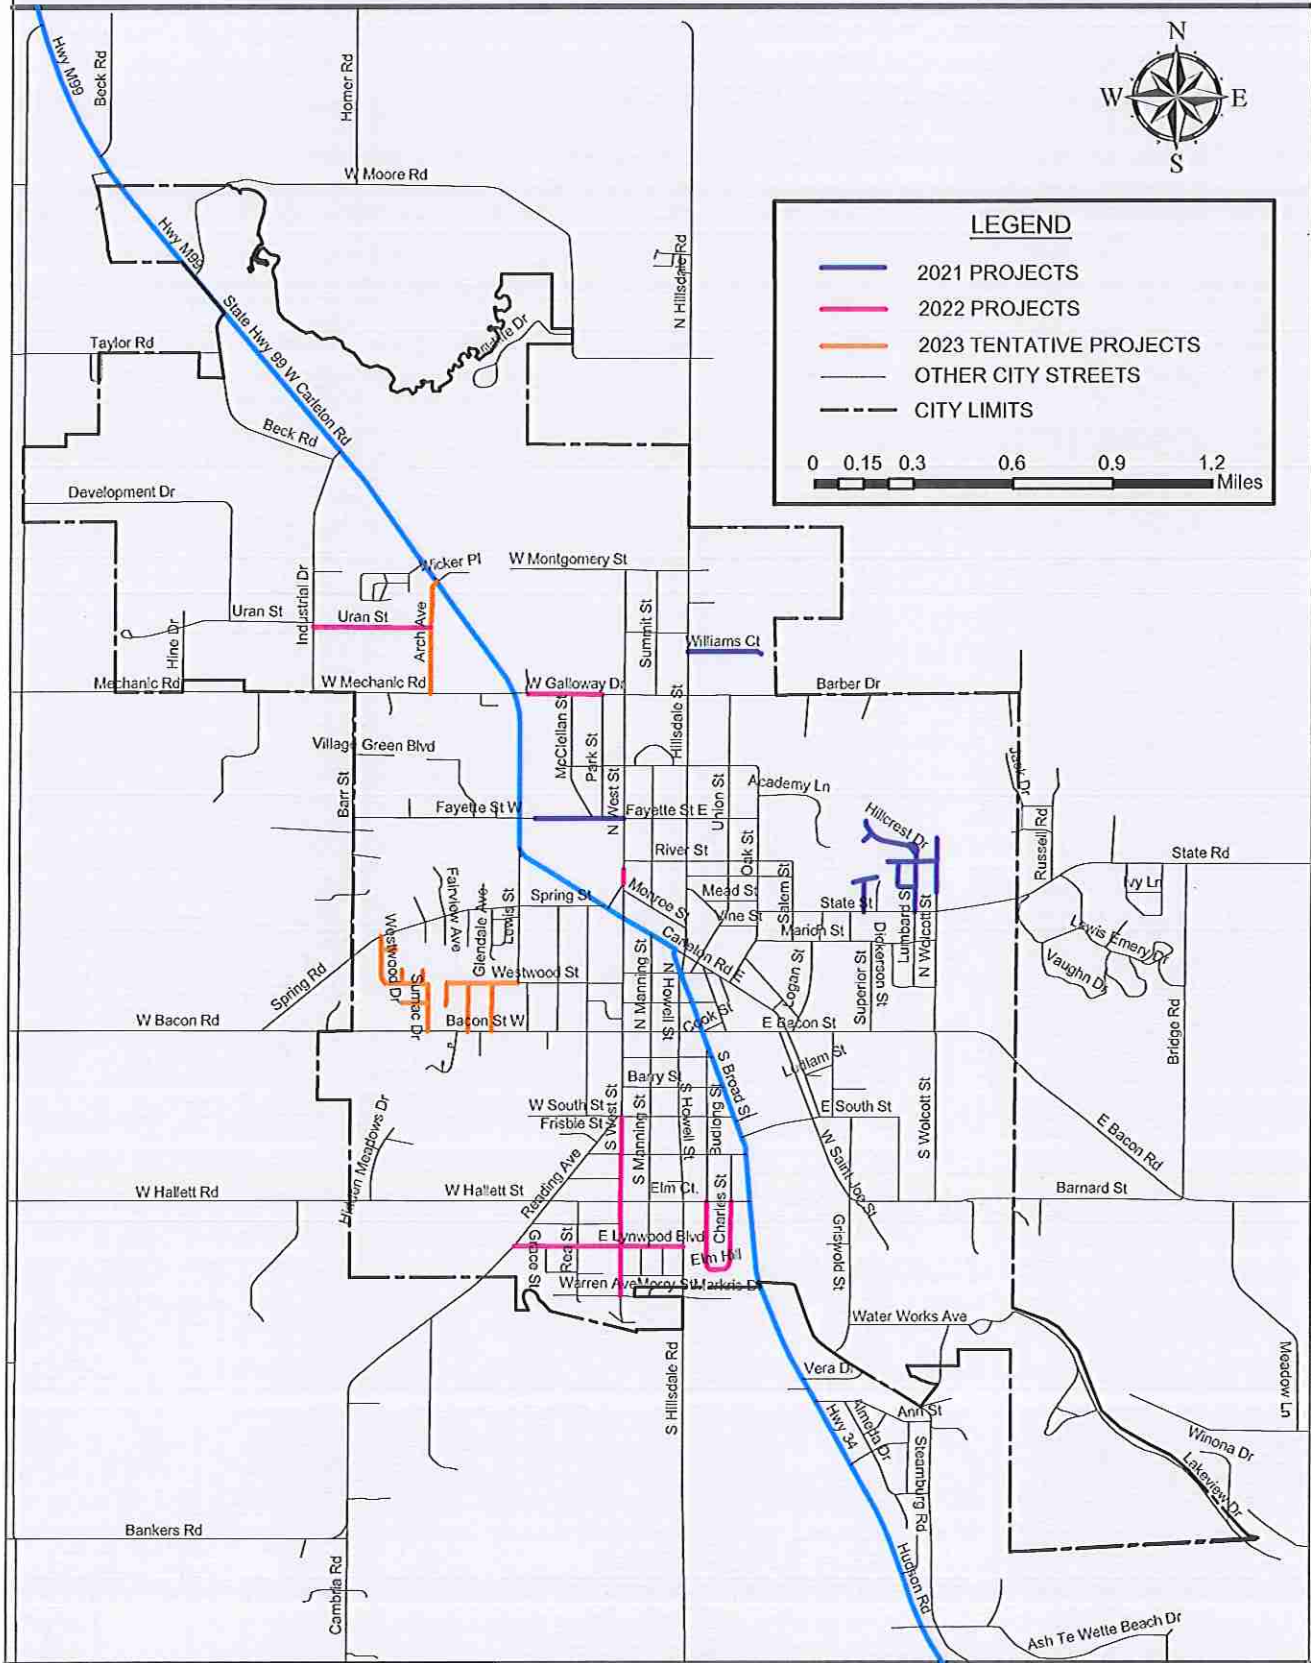 N
W
E
S
Hwy M99
Beck Rd
Homer Rd
W Moore Rd
Hwy M99
N Hillsdale Rd
LEGEND
2021 PROJECTS
2022 PROJECTS
2023 TENTATIVE PROJECTS
OTHER CITY STREETS
CITY LIMITS
0 0.15 0.3 0.6 0.9 1.2
Miles
State Hwy 99 W Carleton Rd
Taylor Rd
Beck Rd
Development Dr
Wicker Pl
W Montgomery St
Industrial Dr
Uran St
Uran St
Arch Ave
Hine Dr
Summit St
Williams Ct
Mechanic Rd
W Mechanic Rd
W Galloway Dr
Barber Dr
McClellan St
Park St
Hillsdale St
Village Green Blvd
Barr St
N West St
Union St
Academy Ln
Jack Dr
Fayette St W
Fayette St E
Hillcrest Dr
Russell Rd
River St
Oak St
State Rd
Fairview Ave
Glendale Ave
Lewis St
Spring St
Monroe St
Mead St
Salem St
Vine St
State St
Marion St
Lumbard St
N Wolcott St
Ivy Ln
Lewis Emery Dr
Vaughn Dr
Westwood Dr
Sumac Dr
Spring Rd
Westwood St
N Manning St
Carleton Rd E
N Howell St
Logan St
Superior St
Dickerson St
Bridge Rd
W Bacon Rd
Bacon St W
Cook St
E Bacon St
Ludlam St
Barry St
S Broad St
W South St
Frisbie St
S West St
S Manning St
S Howell St
Budlong St
E South St
S Wolcott St
E Bacon Rd
W Saint Joe St
W Hallett Rd
W Hallett St
Reading Ave
Elm Ct.
Charles St
Barnard St
Grace St
Rea St
E Lynwood Blvd
Elm Hill
Griswold St
Warren Ave
Mccoy St
Markris Dr
Water Works Ave
S Hillsdale Rd
Vera Dr
Meadow Ln
Hwy 34
Almeda Dr
Ann St
Steamburg Rd
Winona Dr
Lakeview Dr
Bankers Rd
Cambria Rd
Hudson Rd
Ash Te Wette Beach Dr